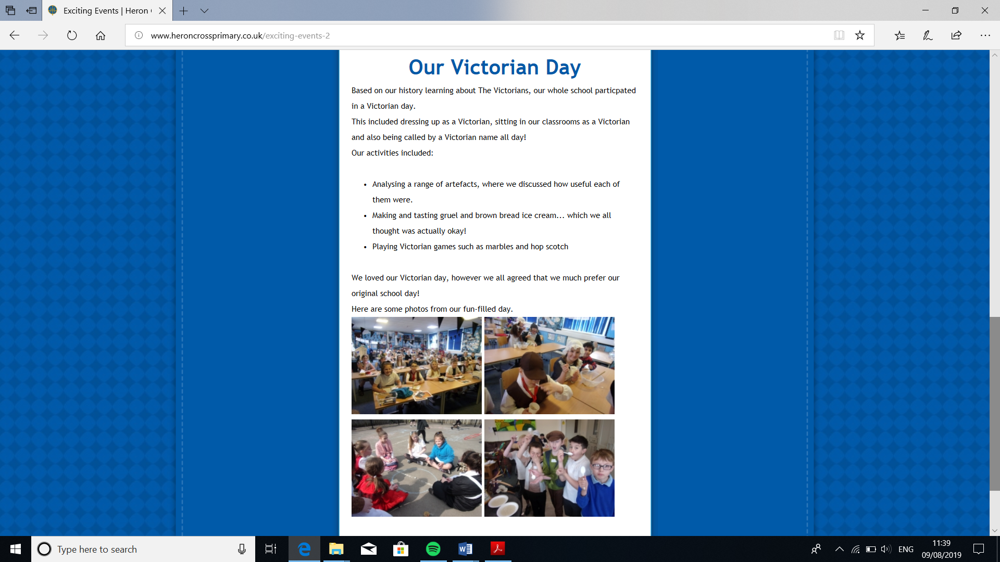 Exciting Events | Heron
www.heroncrossprimary.co.uk/exciting-events-2
Our Victorian Day
Based on our history learning about The Victorians, our whole school particpated
in a Victorian day.
This included dressing up as a Victorian, sitting in our classrooms as a Victorian
and also being called by a Victorian name all day!
Our activities included:
• Analysing a range of artefacts, where we discussed how useful each of
them were.
• Making and tasting gruel and brown bread ice cream... which we all
thought was actually okay!
• Playing Victorian games such as marbles and hop scotch
We loved our Victorian day, however we all agreed that we much prefer our
original school day!
Here are some photos from our fun-filled day.
Type here to search
ENG
11:39
09/08/2019